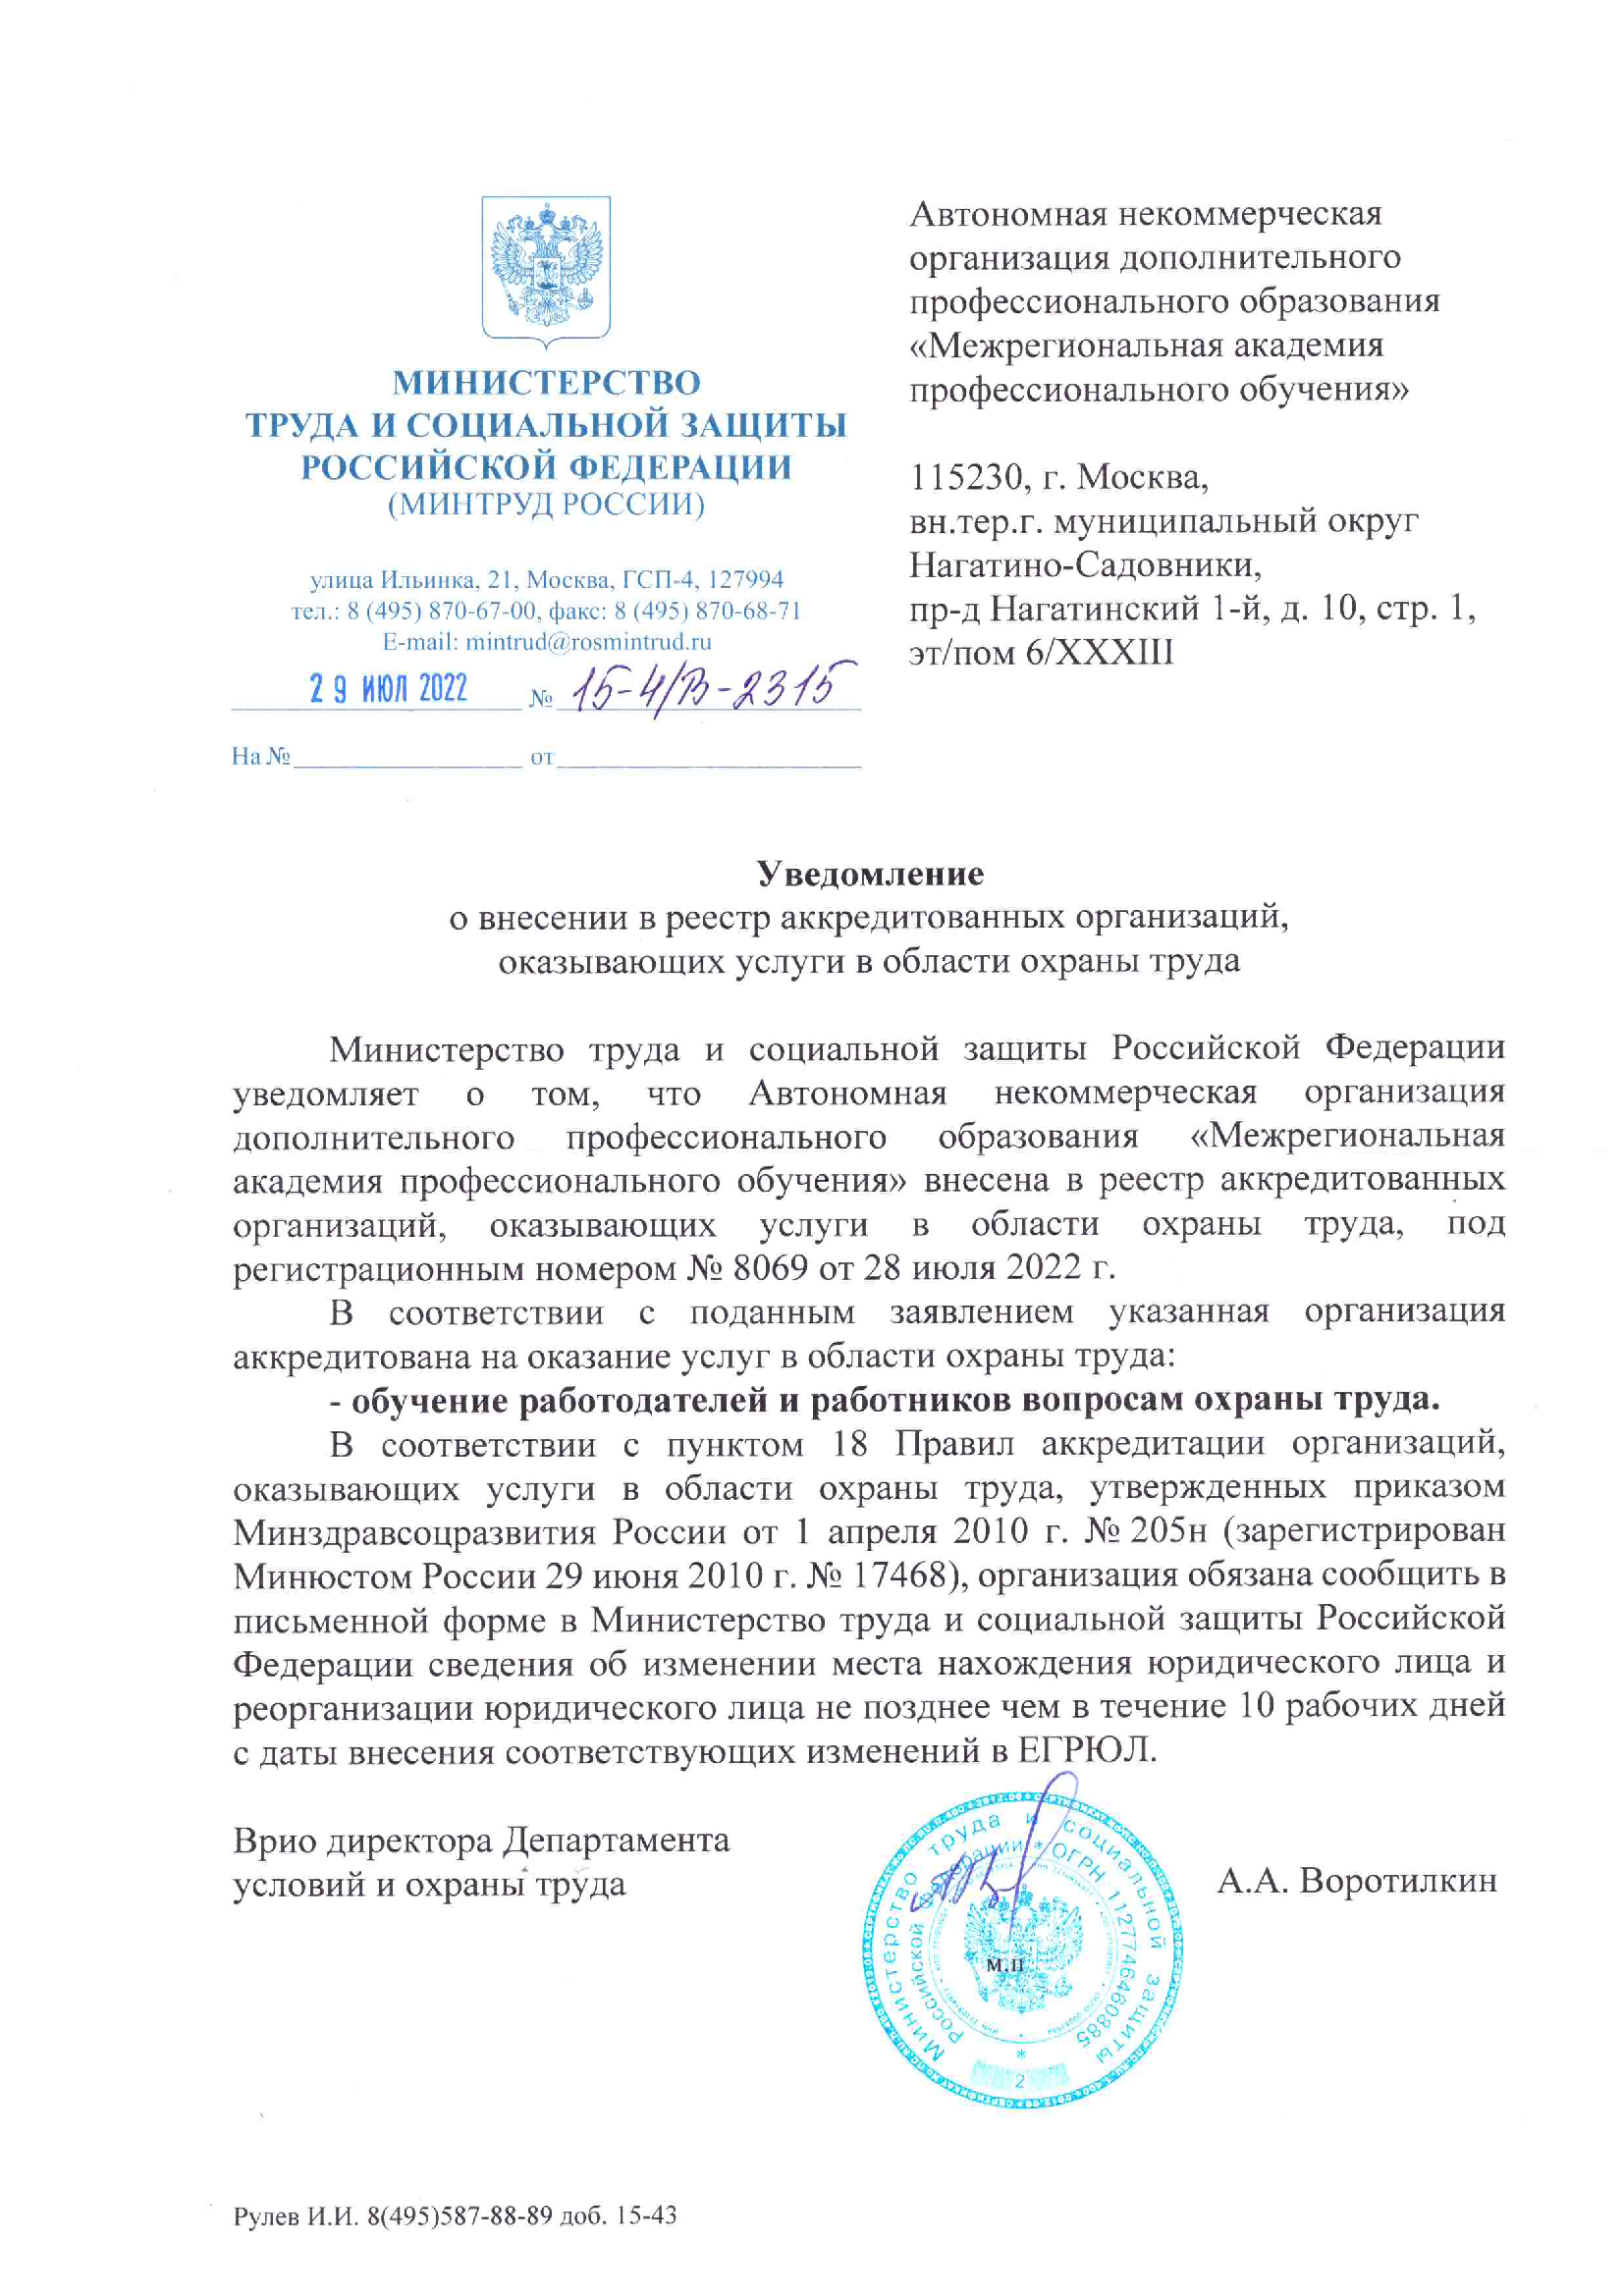 МИНИСТЕРСТВО
ТРУДА И СОЦИАЛЬНОЙ ЗАЩИТЫ
РОССИЙСКОЙ ФЕДЕРАЦИИ
(МИНТРУД РОССИИ)
улица Ильинка, 21, Москва, ГСП-4, 127994
тел.: 8 (495) 870-67-00, факс: 8 (495) 870-68-71
E-mail: mintrud@rosmintrud.ru
29 ИЮЛ 2022 № 15-4/В-2315
На № от
Автономная некоммерческая
организация дополнительного
профессионального образования
«Межрегиональная академия
профессионального обучения»
115230, г. Москва,
вн.тер.г. муниципальный округ
Нагатино-Садовники,
пр-д Нагатинский 1-й, д. 10, стр. 1,
эт/пом 6/XXXIII
Уведомление
о внесении в реестр аккредитованных организаций,
оказывающих услуги в области охраны труда
Министерство труда и социальной защиты Российской Федерации
уведомляет о том, что Автономная некоммерческая организация
дополнительного профессионального образования «Межрегиональная
академия профессионального обучения» внесена в реестр аккредитованных
организаций, оказывающих услуги в области охраны труда, под
регистрационным номером № 8069 от 28 июля 2022 г.
В соответствии с поданным заявлением указанная организация
аккредитована на оказание услуг в области охраны труда:
- обучение работодателей и работников вопросам охраны труда.
В соответствии с пунктом 18 Правил аккредитации организаций,
оказывающих услуги в области охраны труда, утвержденных приказом
Минздравсоцразвития России от 1 апреля 2010 г. № 205н (зарегистрирован
Минюстом России 29 июня 2010 г. № 17468), организация обязана сообщить в
письменной форме в Министерство труда и социальной защиты Российской
Федерации сведения об изменении места нахождения юридического лица и
реорганизации юридического лица не позднее чем в течение 10 рабочих дней
с даты внесения соответствующих изменений в ЕГРЮЛ.
Врио директора Департамента
условий и охраны труда
А.А. Воротилкин
Министерство труда и социальной защиты
Российской Федерации * ОГРН 1127746460885
*
М.П
2
Рулев И.И. 8(495)587-88-89 доб. 15-43